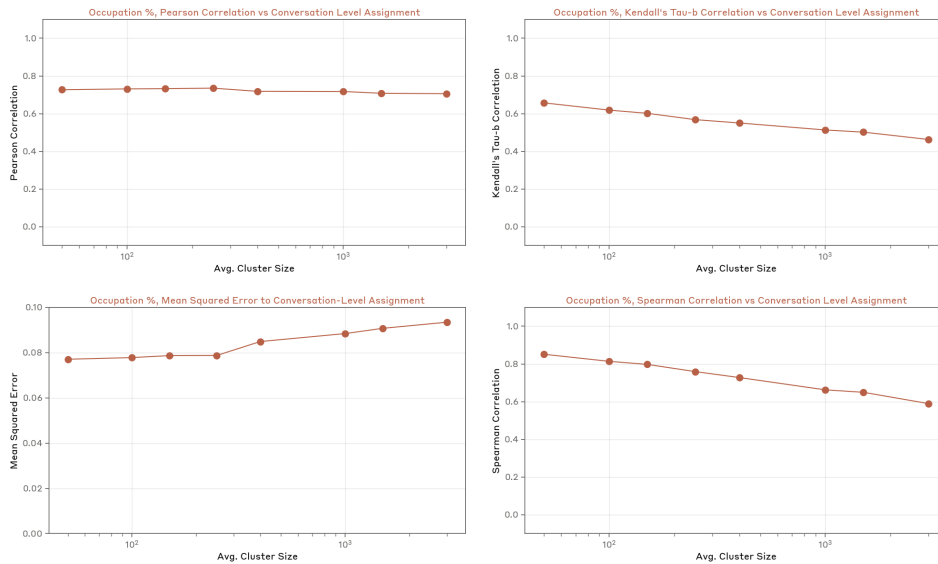 Occupation %, Pearson Correlation vs Conversation Level Assignment
Pearson Correlation
1.0
0.8
0.6
0.4
0.2
0.0
10²
10³
Avg. Cluster Size
Occupation %, Kendall's Tau-b Correlation vs Conversation Level Assignment
Kendall's Tau-b Correlation
1.0
0.8
0.6
0.4
0.2
0.0
10²
10³
Avg. Cluster Size
Occupation %, Mean Squared Error to Conversation-Level Assignment
Mean Squared Error
0.10
0.08
0.06
0.04
0.02
0.00
10²
10³
Avg. Cluster Size
Occupation %, Spearman Correlation vs Conversation Level Assignment
Spearman Correlation
1.0
0.8
0.6
0.4
0.2
0.0
10²
10³
Avg. Cluster Size